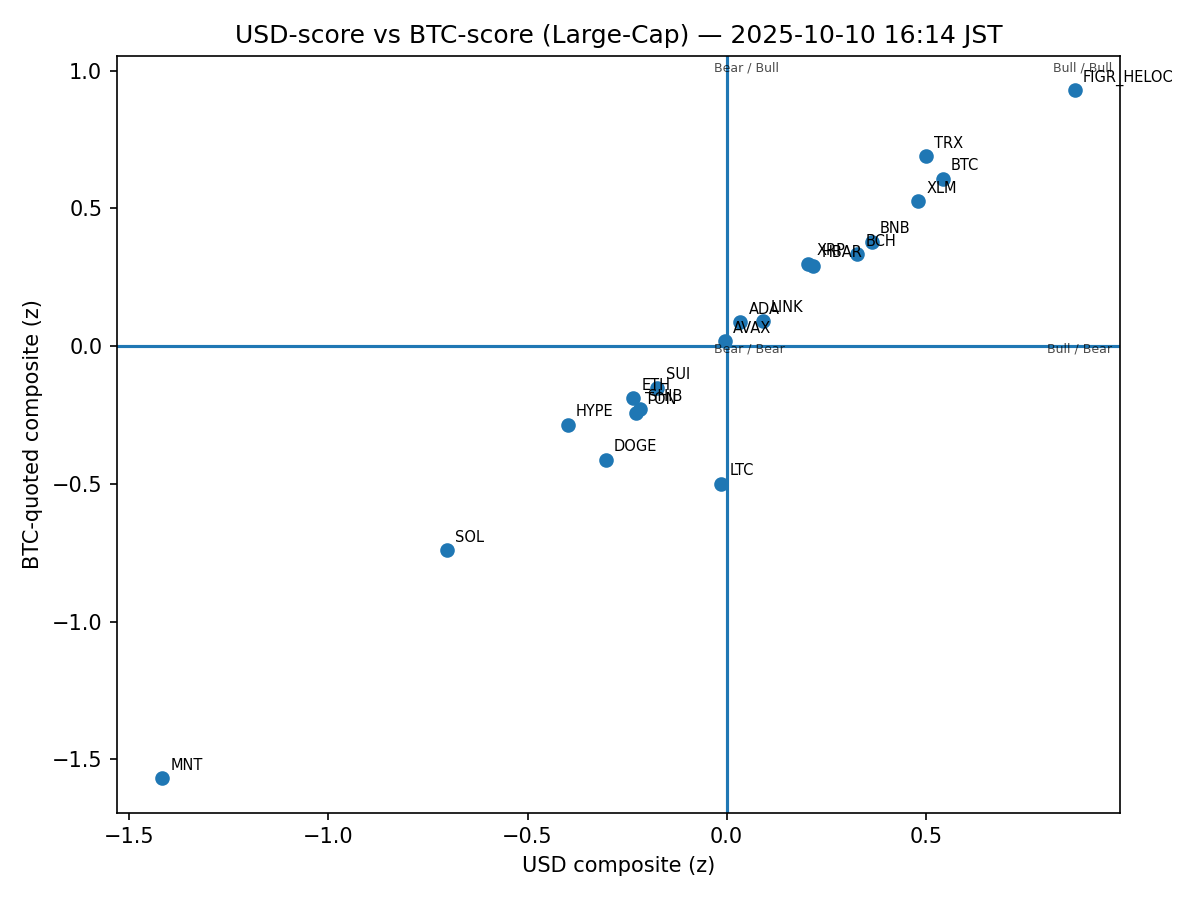 USD-score vs BTC-score (Large-Cap) — 2025-10-10 16:14 JST
1.0
0.5
0.0
−0.5
−1.0
−1.5
BTC-quoted composite (z)
Bear / Bull
Bull / Bull
FIGR_HELOC
TRX
BTC
XLM
BNB
BCH
XRP
HBAR
ADA
LINK
AVAX
Bear / Bear
Bull / Bear
SUI
ETH
SHIB
TON
HYPE
DOGE
LTC
SOL
MNT
−1.5
−1.0
−0.5
0.0
0.5
USD composite (z)